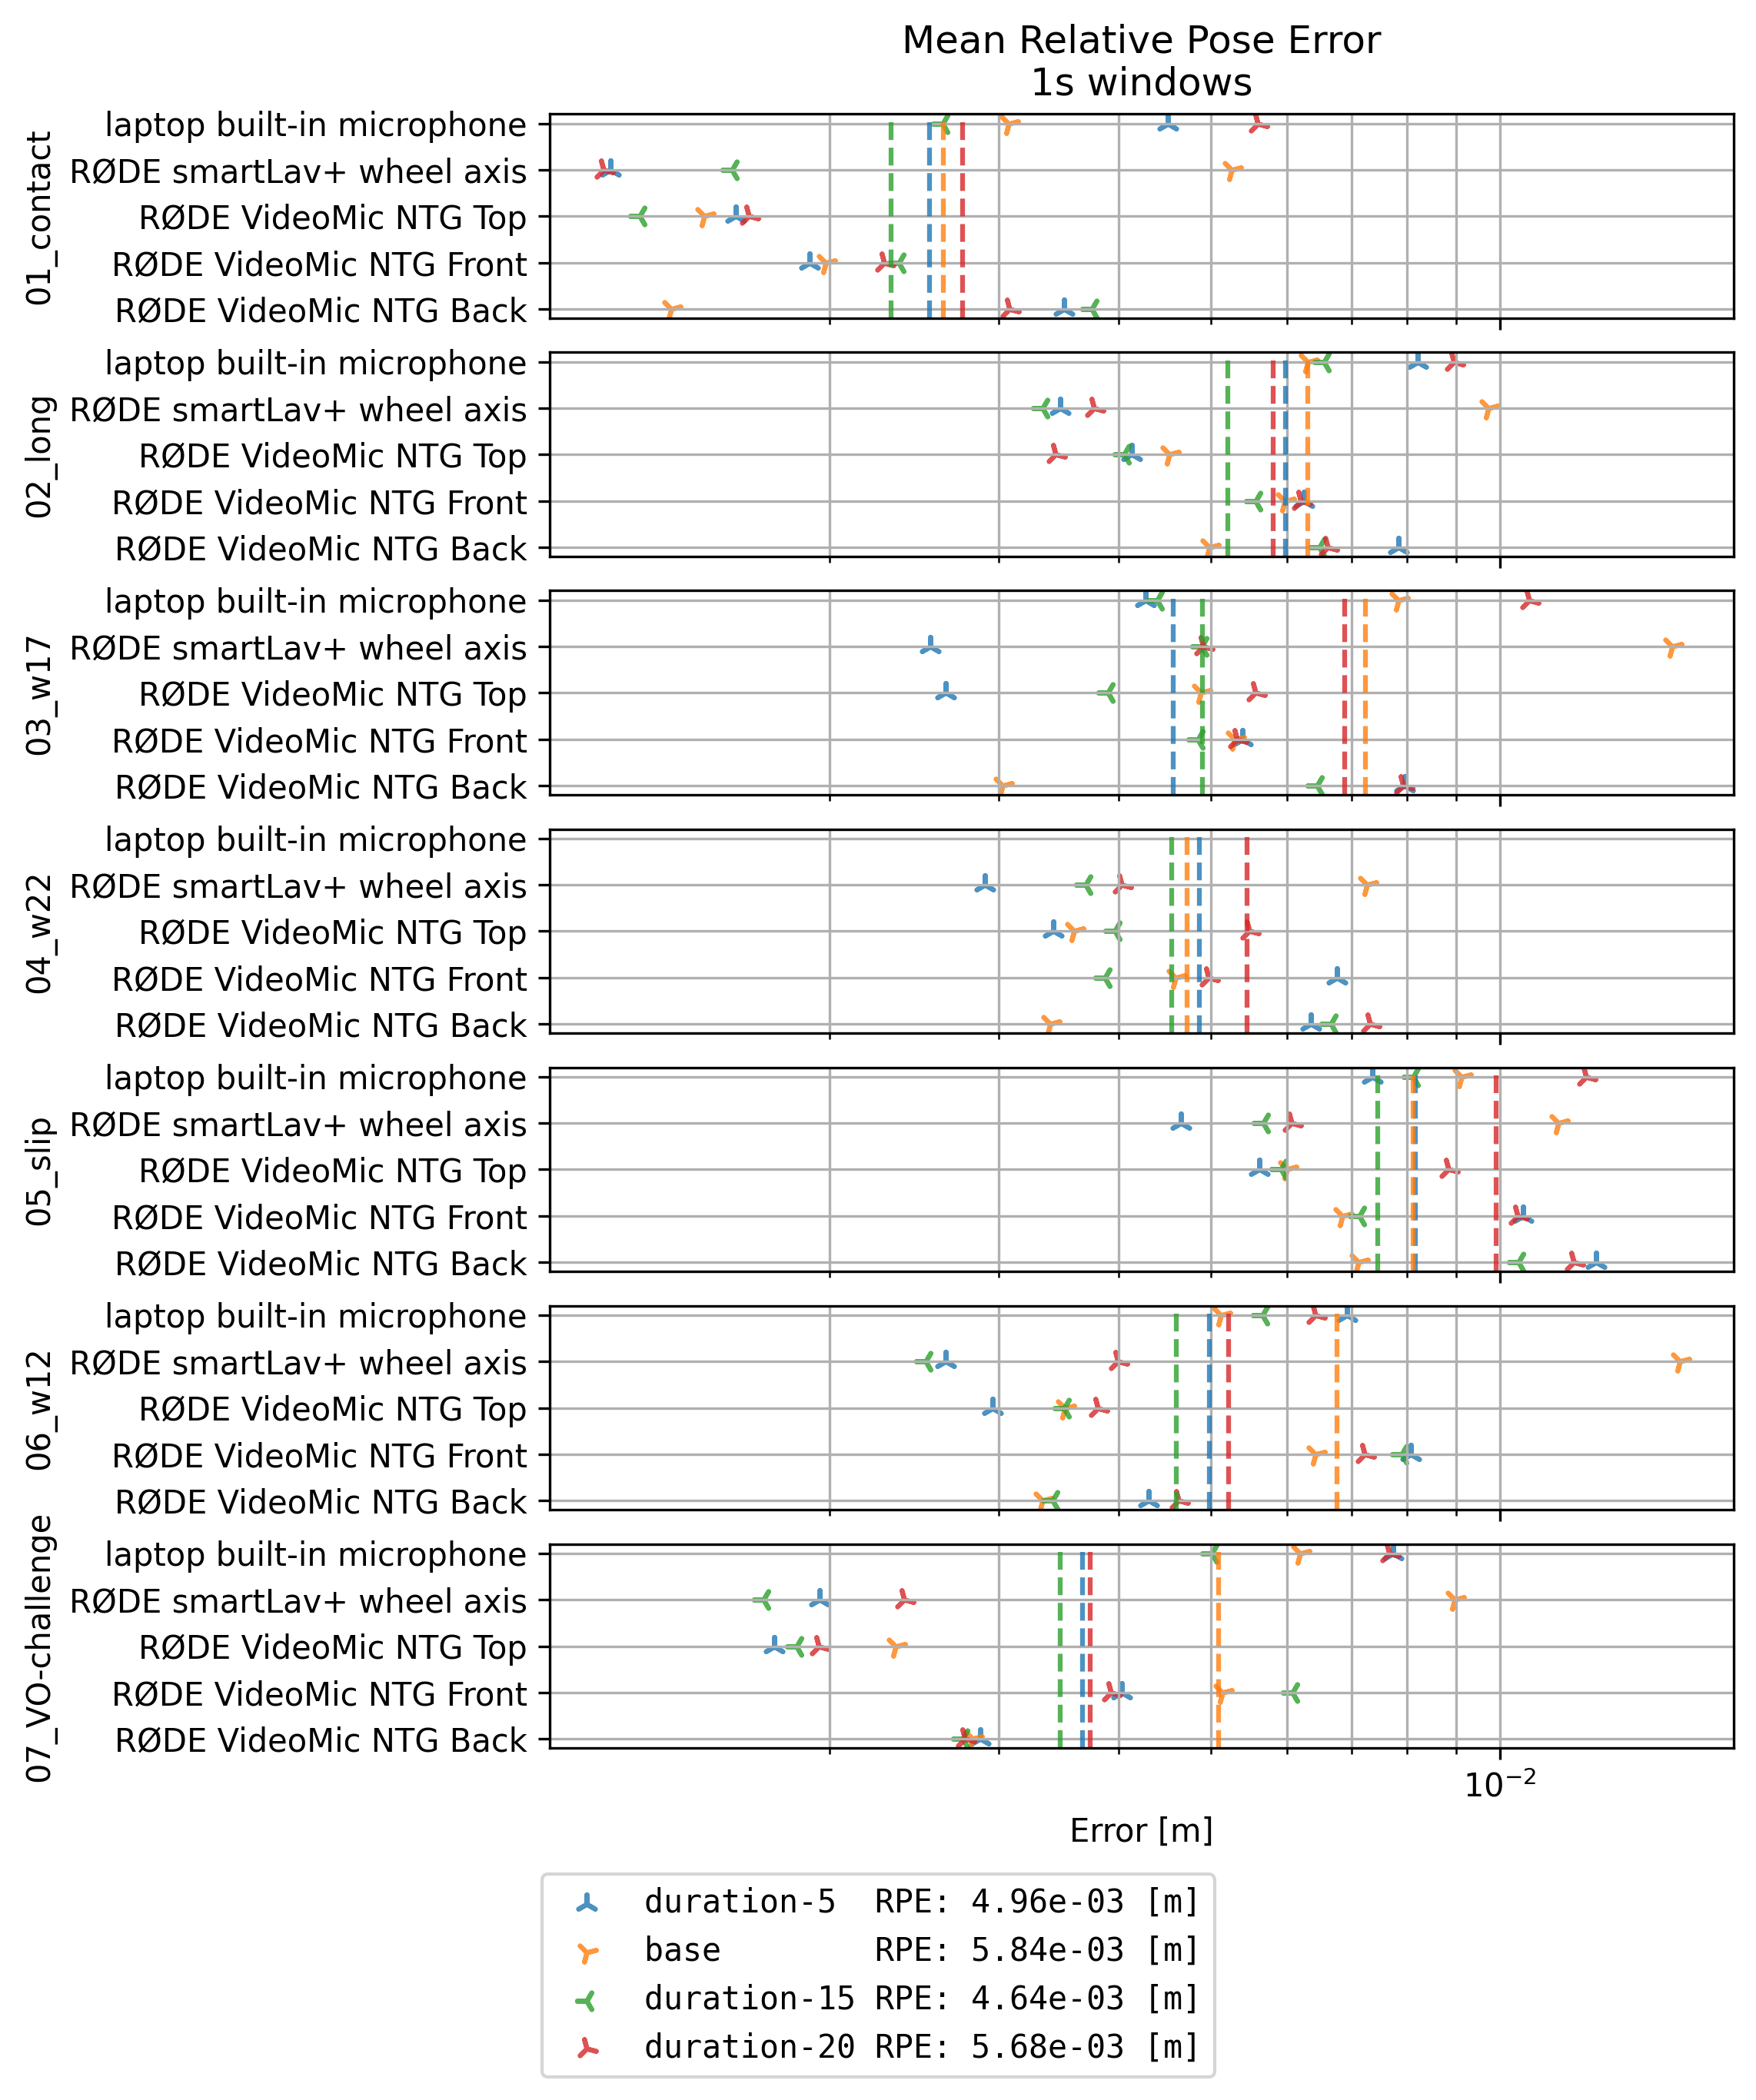 Mean Relative Pose Error
1s windows
01_contact
laptop built-in microphone
RØDE smartLav+ wheel axis
RØDE VideoMic NTG Top
RØDE VideoMic NTG Front
RØDE VideoMic NTG Back
02_long
laptop built-in microphone
RØDE smartLav+ wheel axis
RØDE VideoMic NTG Top
RØDE VideoMic NTG Front
RØDE VideoMic NTG Back
03_w17
laptop built-in microphone
RØDE smartLav+ wheel axis
RØDE VideoMic NTG Top
RØDE VideoMic NTG Front
RØDE VideoMic NTG Back
04_w22
laptop built-in microphone
RØDE smartLav+ wheel axis
RØDE VideoMic NTG Top
RØDE VideoMic NTG Front
RØDE VideoMic NTG Back
05_slip
laptop built-in microphone
RØDE smartLav+ wheel axis
RØDE VideoMic NTG Top
RØDE VideoMic NTG Front
RØDE VideoMic NTG Back
06_w12
laptop built-in microphone
RØDE smartLav+ wheel axis
RØDE VideoMic NTG Top
RØDE VideoMic NTG Front
RØDE VideoMic NTG Back
07_VO-challenge
laptop built-in microphone
RØDE smartLav+ wheel axis
RØDE VideoMic NTG Top
RØDE VideoMic NTG Front
RØDE VideoMic NTG Back
10⁻²
Error [m]
duration-5 RPE: 4.96e-03 [m]
base RPE: 5.84e-03 [m]
duration-15 RPE: 4.64e-03 [m]
duration-20 RPE: 5.68e-03 [m]